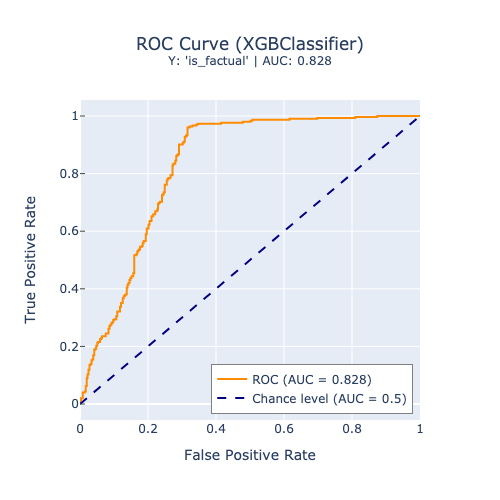 ROC Curve (XGBClassifier)
Y: 'is_factual' | AUC: 0.828
True Positive Rate
1
0.8
0.6
0.4
0.2
0
ROC (AUC = 0.828)
Chance level (AUC = 0.5)
0
0.2
0.4
0.6
0.8
1
False Positive Rate